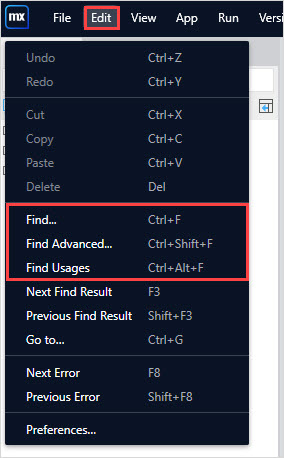 mx File Edit View App Run Versi
Undo Ctrl+Z
Redo Ctrl+Y
Cut Ctrl+X
Copy Ctrl+C
Paste Ctrl+V
Delete Del
Find... Ctrl+F
Find Advanced... Ctrl+Shift+F
Find Usages Ctrl+Alt+F
Next Find Result F3
Previous Find Result Shift+F3
Go to... Ctrl+G
Next Error F8
Previous Error Shift+F8
Preferences...